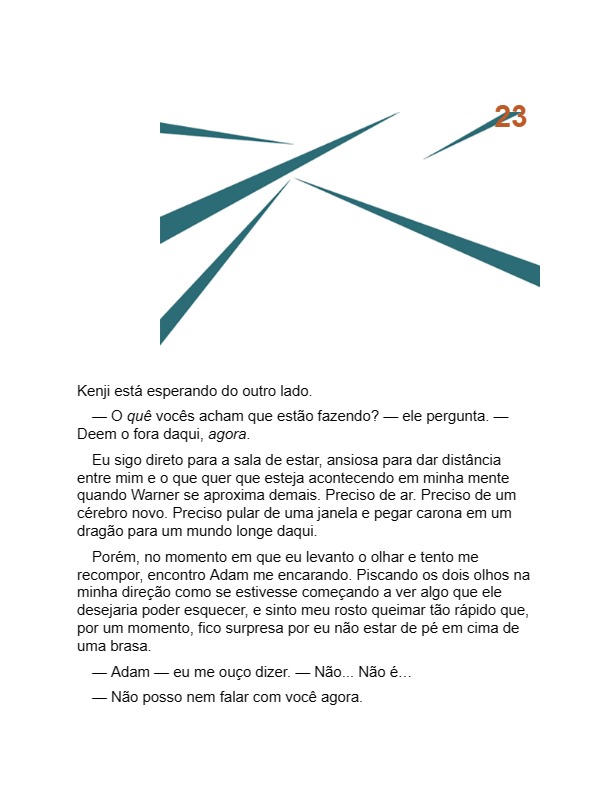 23
Kenji está esperando do outro lado.
— O quê vocês acham que estão fazendo? — ele pergunta. —
Deem o fora daqui, agora.
Eu sigo direto para a sala de estar, ansiosa para dar distância
entre mim e o que quer que esteja acontecendo em minha mente
quando Warner se aproxima demais. Preciso de ar. Preciso de um
cérebro novo. Preciso pular de uma janela e pegar carona em um
dragão para um mundo longe daqui.
Porém, no momento em que eu levanto o olhar e tento me
recompor, encontro Adam me encarando. Piscando os dois olhos na
minha direção como se estivesse começando a ver algo que ele
desejaria poder esquecer, e sinto meu rosto queimar tão rápido que,
por um momento, fico surpresa por eu não estar de pé em cima de
uma brasa.
— Adam — eu me ouço dizer. — Não... Não é…
— Não posso nem falar com você agora.